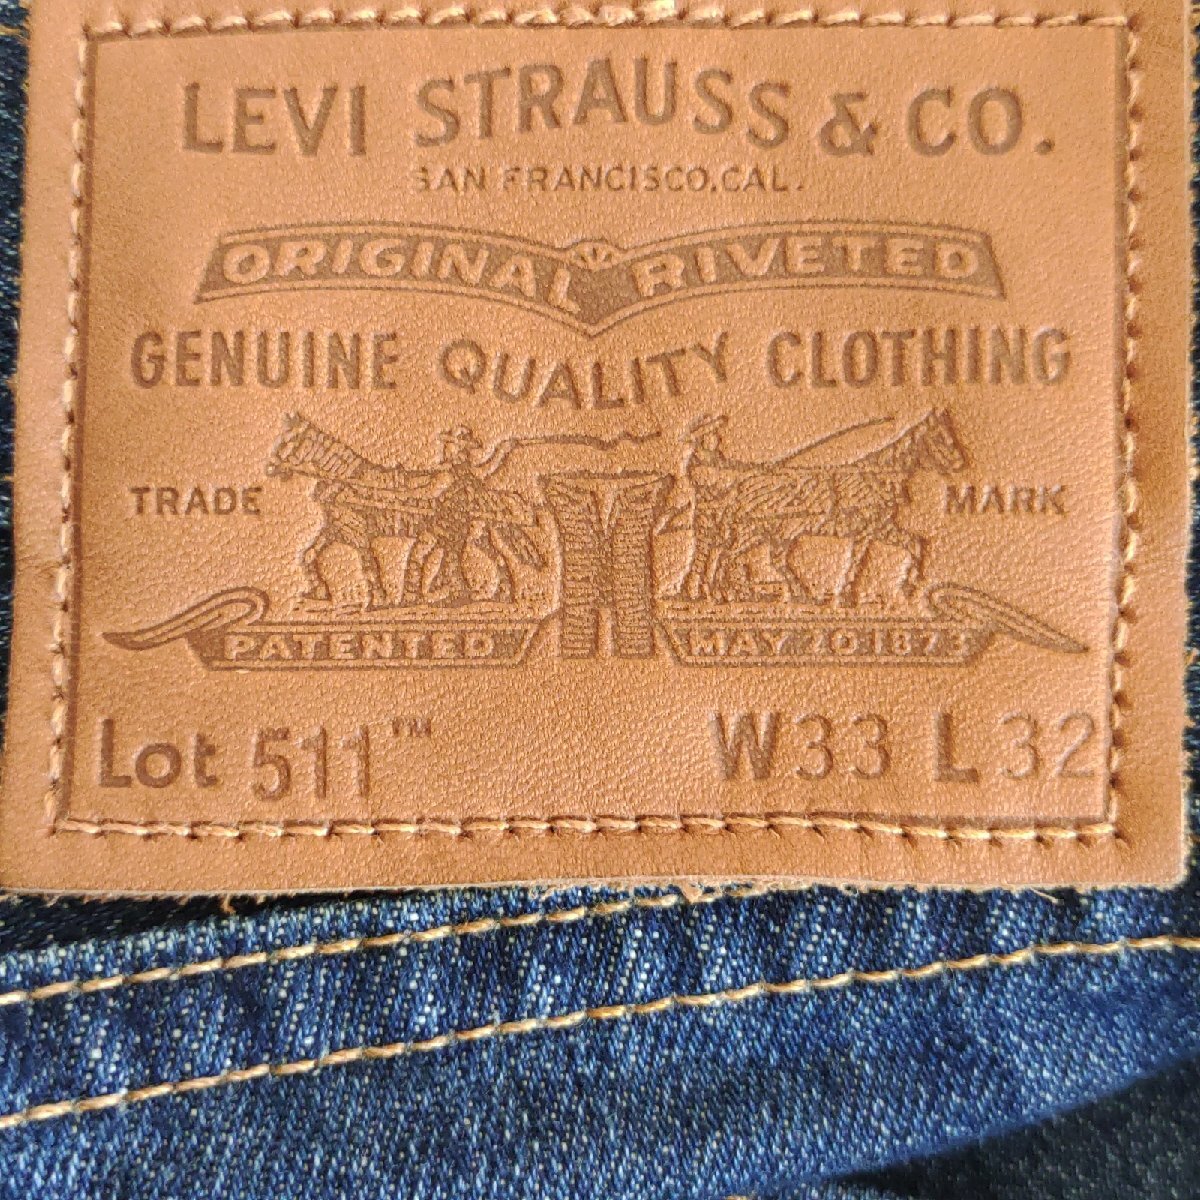 LEVI STRAUSS & CO.
SAN FRANCISCO, CAL.
ORIGINAL RIVETED
GENUINE QUALITY CLOTHING
TRADE MARK
PATENTED MAY 20 1873
Lot 511™ W33 L32